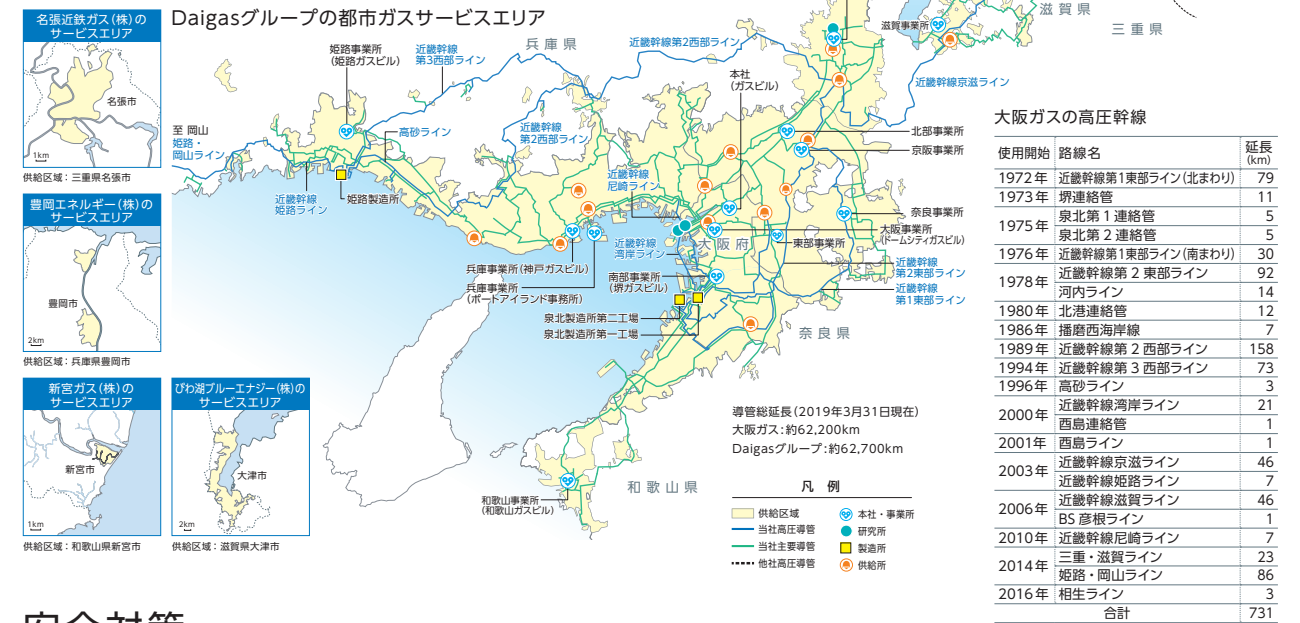 名張近鉄ガス(株)の
サービスエリア
名張市
1km
供給区域：三重県名張市
豊岡エネルギー(株)の
サービスエリア
豊岡市
2km
供給区域：兵庫県豊岡市
新宮ガス(株)の
サービスエリア
新宮市
1km
供給区域：和歌山県新宮市
びわ湖ブルーエナジー(株)の
サービスエリア
大津市
2km
供給区域：滋賀県大津市
Daigasグループの都市ガスサービスエリア
滋賀県
三重県
滋賀事業所
兵庫県
近畿幹線第2西部ライン
姫路事業所
(姫路ガスビル)
近畿幹線
第3西部ライン
近畿幹線京滋ライン
本社
(ガスビル)
至 岡山
姫路・
岡山ライン
高砂ライン
近畿幹線
第2西部ライン
北部事業所
京阪事業所
近畿幹線
尼崎ライン
近畿幹線
姫路ライン
姫路製造所
奈良事業所
大阪事業所
(ドームシティガスビル)
近畿幹線
湾岸ライン
大阪府
東部事業所
兵庫事業所(神戸ガスビル)
南部事業所
(堺ガスビル)
近畿幹線
第2東部ライン
兵庫事業所
(ポートアイランド事務所)
近畿幹線
第1東部ライン
泉北製造所第二工場
泉北製造所第一工場
奈良県
和歌山事業所
(和歌山ガスビル)
和歌山県
導管総延長(2019年3月31日現在)
大阪ガス：約62,200km
Daigasグループ：約62,700km
凡 例
供給区域
当社高圧導管
当社主要導管
他社高圧導管
本社・事業所
研究所
製造所
供給所
大阪ガスの高圧幹線
使用開始 路線名 延長
(km)
1972年 近畿幹線第1東部ライン(北まわり) 79
1973年 堺連絡管 11
1975年 泉北第1連絡管 5
泉北第2連絡管 5
1976年 近畿幹線第1東部ライン(南まわり) 30
1978年 近畿幹線第2東部ライン 92
河内ライン 14
1980年 北港連絡管 12
1986年 播磨西海岸線 7
1989年 近畿幹線第2西部ライン 158
1994年 近畿幹線第3西部ライン 73
1996年 高砂ライン 3
2000年 近畿幹線湾岸ライン 21
酉島連絡管 1
2001年 酉島ライン 1
2003年 近畿幹線京滋ライン 46
近畿幹線姫路ライン 7
2006年 近畿幹線滋賀ライン 46
BS彦根ライン 1
2010年 近畿幹線尼崎ライン 7
2014年 三重・滋賀ライン 23
姫路・岡山ライン 86
2016年 相生ライン 3
合計 731